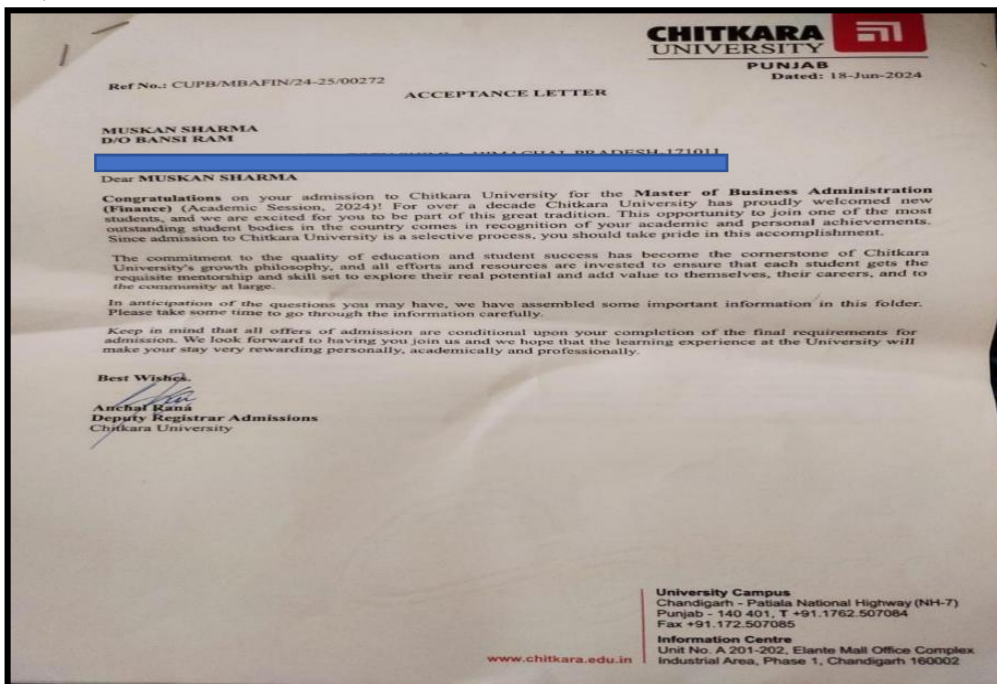 CHITKARA
UNIVERSITY
PUNJAB
Ref No.: CUPB/MBAFIN/24-25/00272
Dated: 18-Jun-2024
ACCEPTANCE LETTER
MUSKAN SHARMA
D/O BANSI RAM
HIMACHAL PRADESH-171011
Dear MUSKAN SHARMA
Congratulations on your admission to Chitkara University for the Master of Business Administration
(Finance) (Academic Session, 2024)! For over a decade Chitkara University has proudly welcomed new
students, and we are excited for you to be part of this great tradition. This opportunity to join one of the most
outstanding student bodies in the country comes in recognition of your academic and personal achievements.
Since admission to Chitkara University is a selective process, you should take pride in this accomplishment.
The commitment to the quality of education and student success has become the cornerstone of Chitkara
University's growth philosophy, and all efforts and resources are invested to ensure that each student gets the
requisite mentorship and skill set to explore their real potential and add value to themselves, their careers, and to
the community at large.
In anticipation of the questions you may have, we have assembled some important information in this folder.
Please take some time to go through the information carefully.
Keep in mind that all offers of admission are conditional upon your completion of the final requirements for
admission. We look forward to having you join us and we hope that the learning experience at the University will
make your stay very rewarding personally, academically and professionally.
Best Wishes.
Anchal Rana
Deputy Registrar Admissions
Chitkara University
University Campus
Chandigarh - Patiala National Highway (NH-7)
Punjab - 140 401, T +91.1762.507084
Fax +91.172.507085
Information Centre
Unit No. A 201-202, Elante Mall Office Complex
Industrial Area, Phase 1, Chandigarh 160002
www.chitkara.edu.in